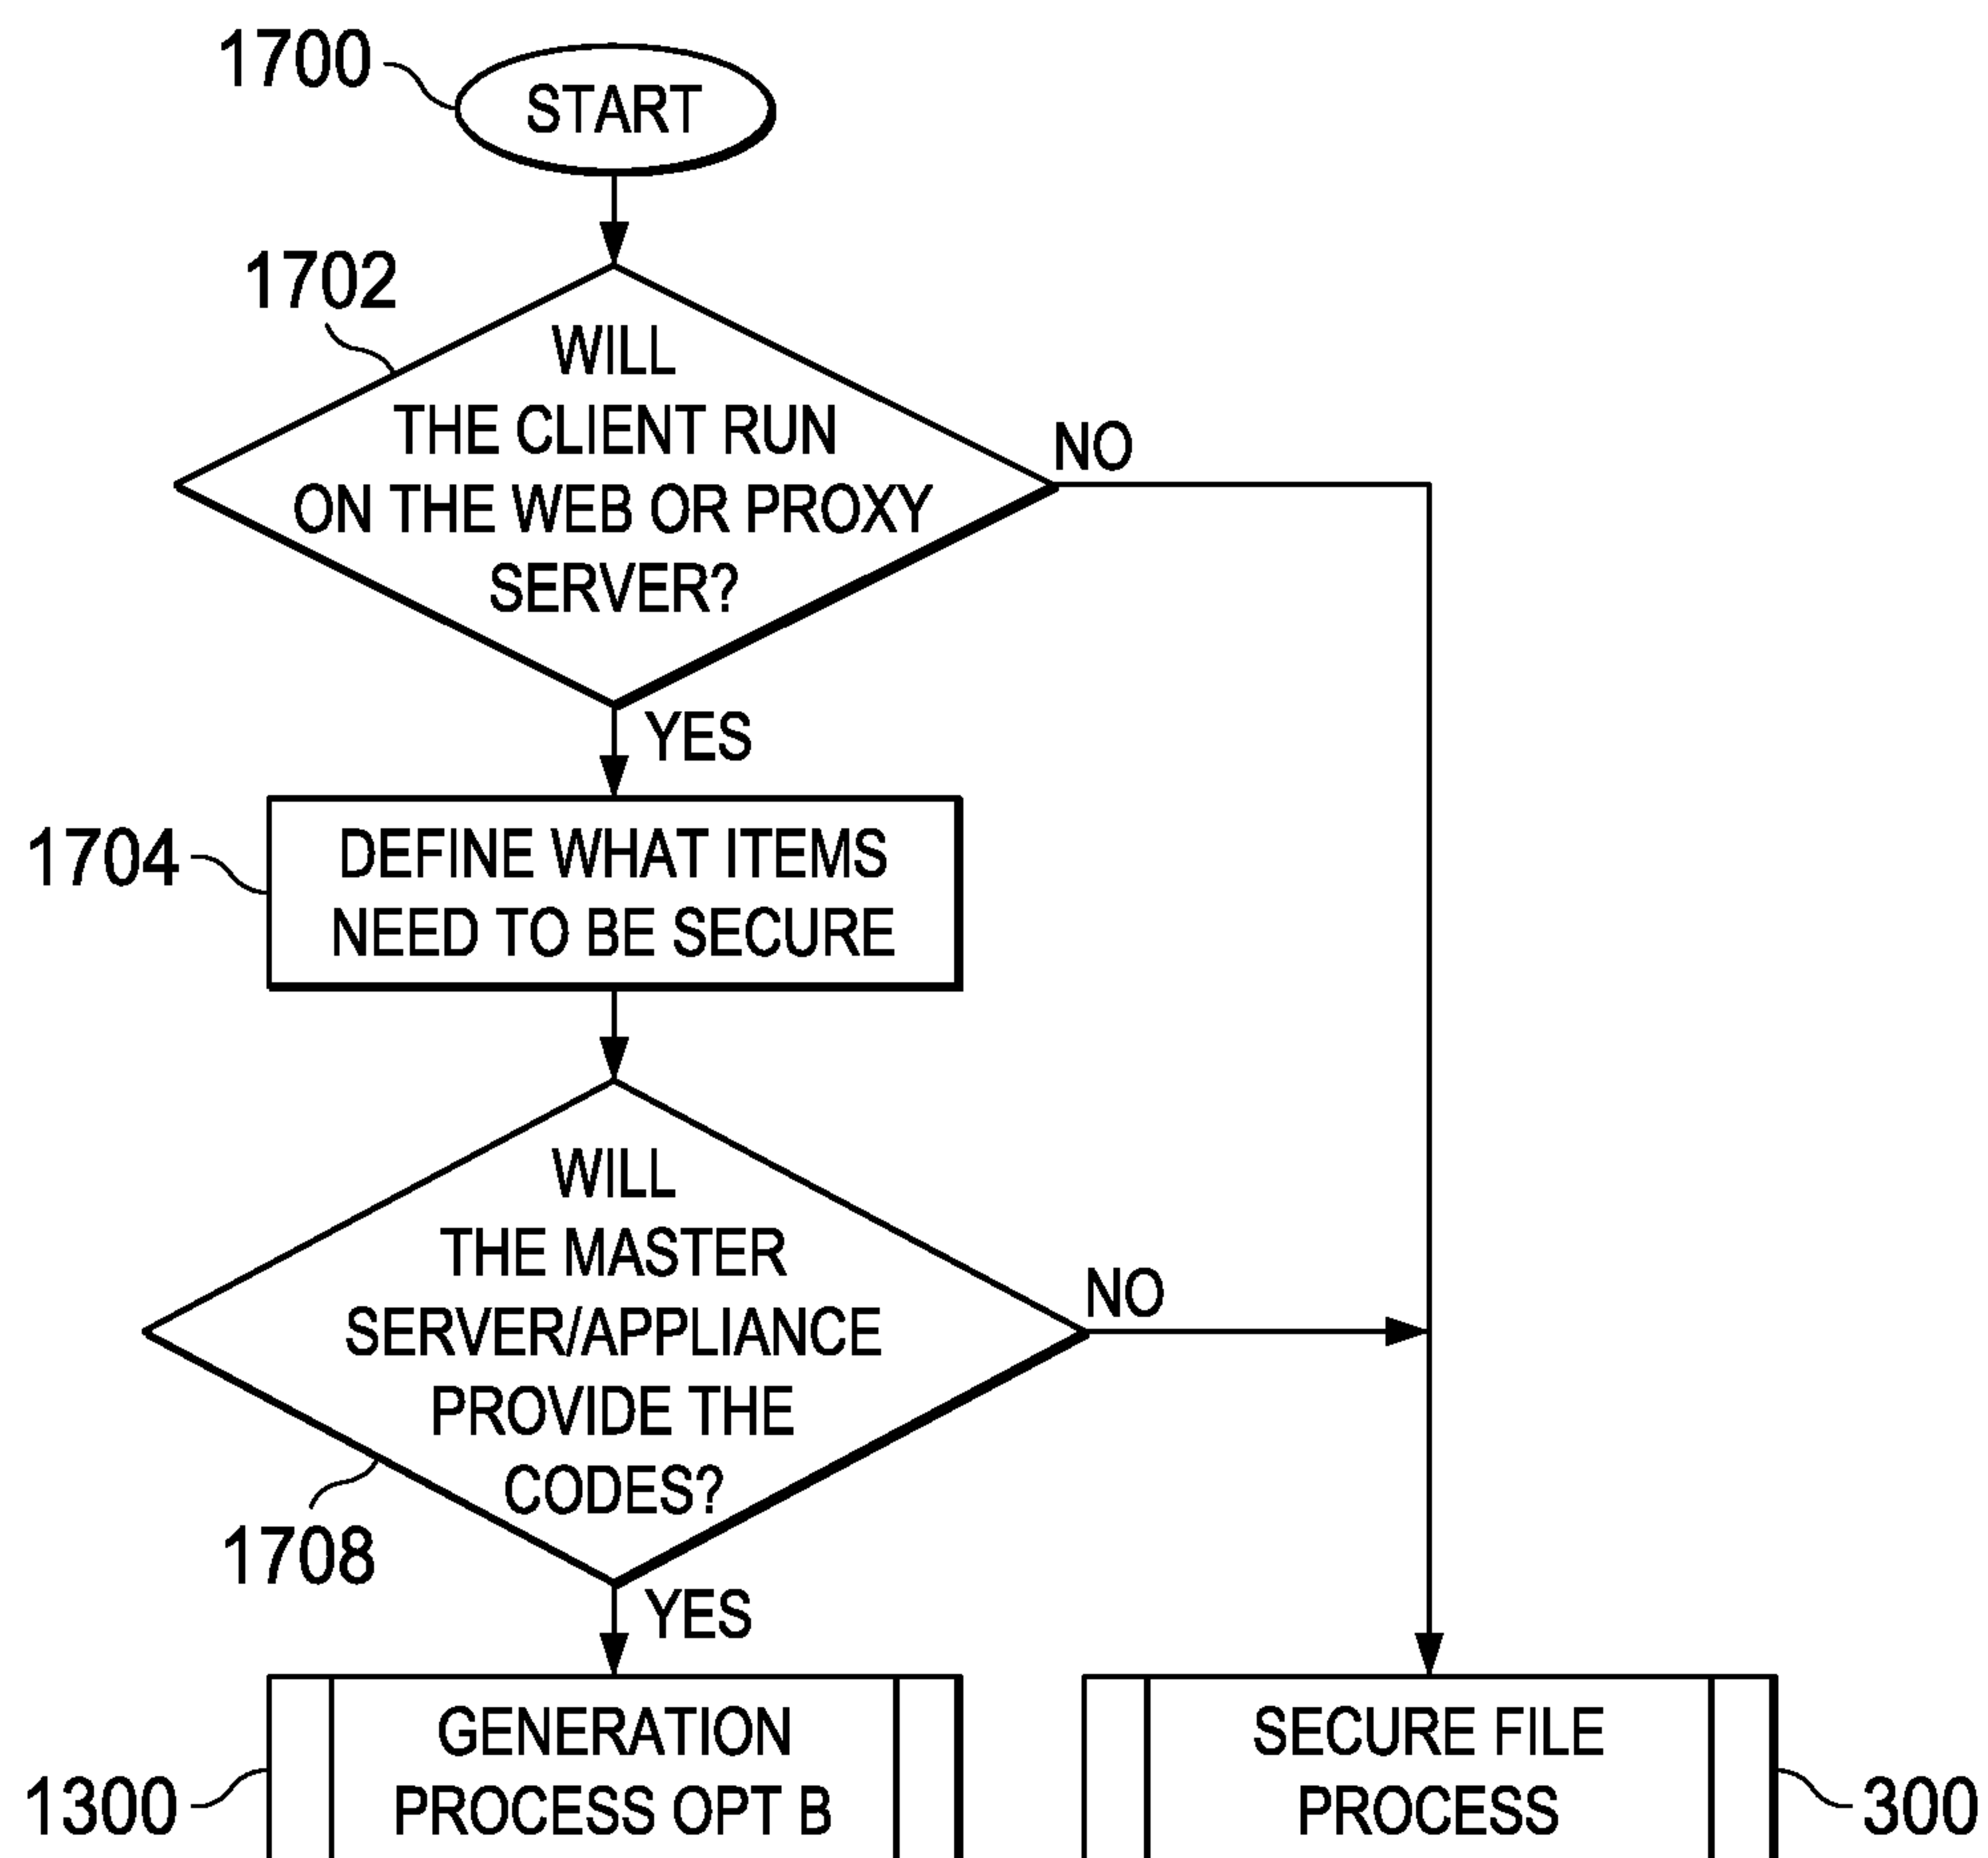 1700
START
1702
WILL
THE CLIENT RUN
ON THE WEB OR PROXY
SERVER?
NO
YES
1704
DEFINE WHAT ITEMS
NEED TO BE SECURE
WILL
THE MASTER
SERVER/APPLIANCE
PROVIDE THE
CODES?
NO
1708
YES
1300
GENERATION
PROCESS OPT B
SECURE FILE
PROCESS
300